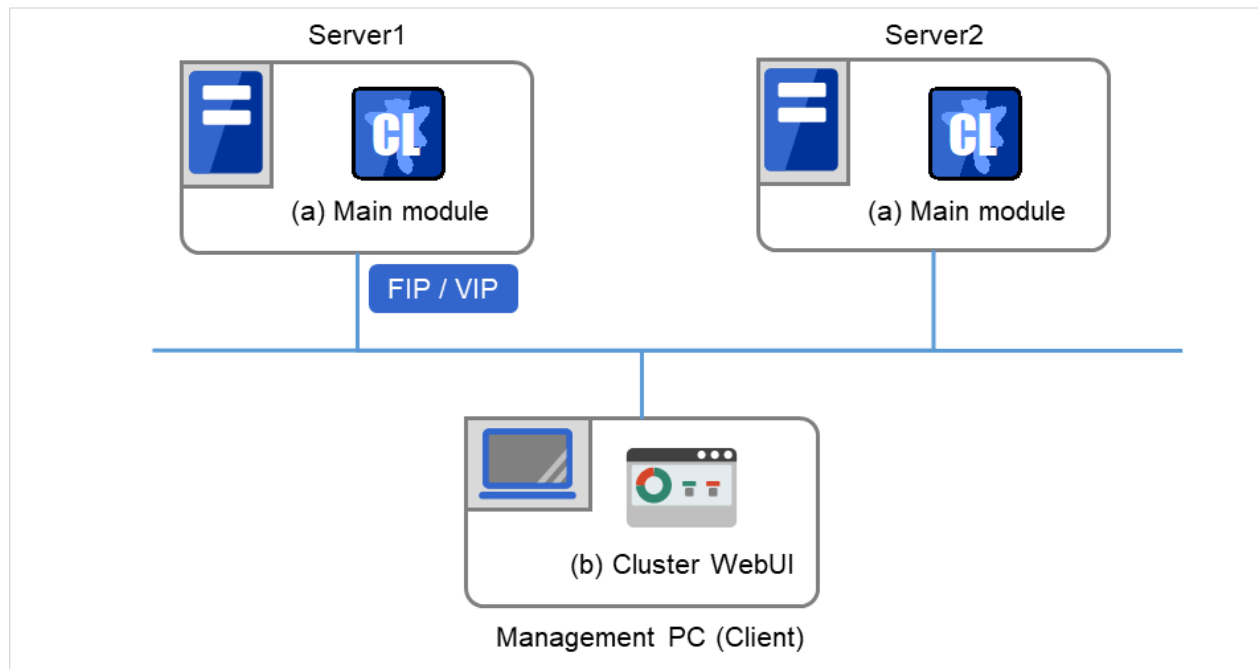 Server1
Server2
CL
CL
(a) Main module
(a) Main module
FIP / VIP
(b) Cluster WebUI
Management PC (Client)